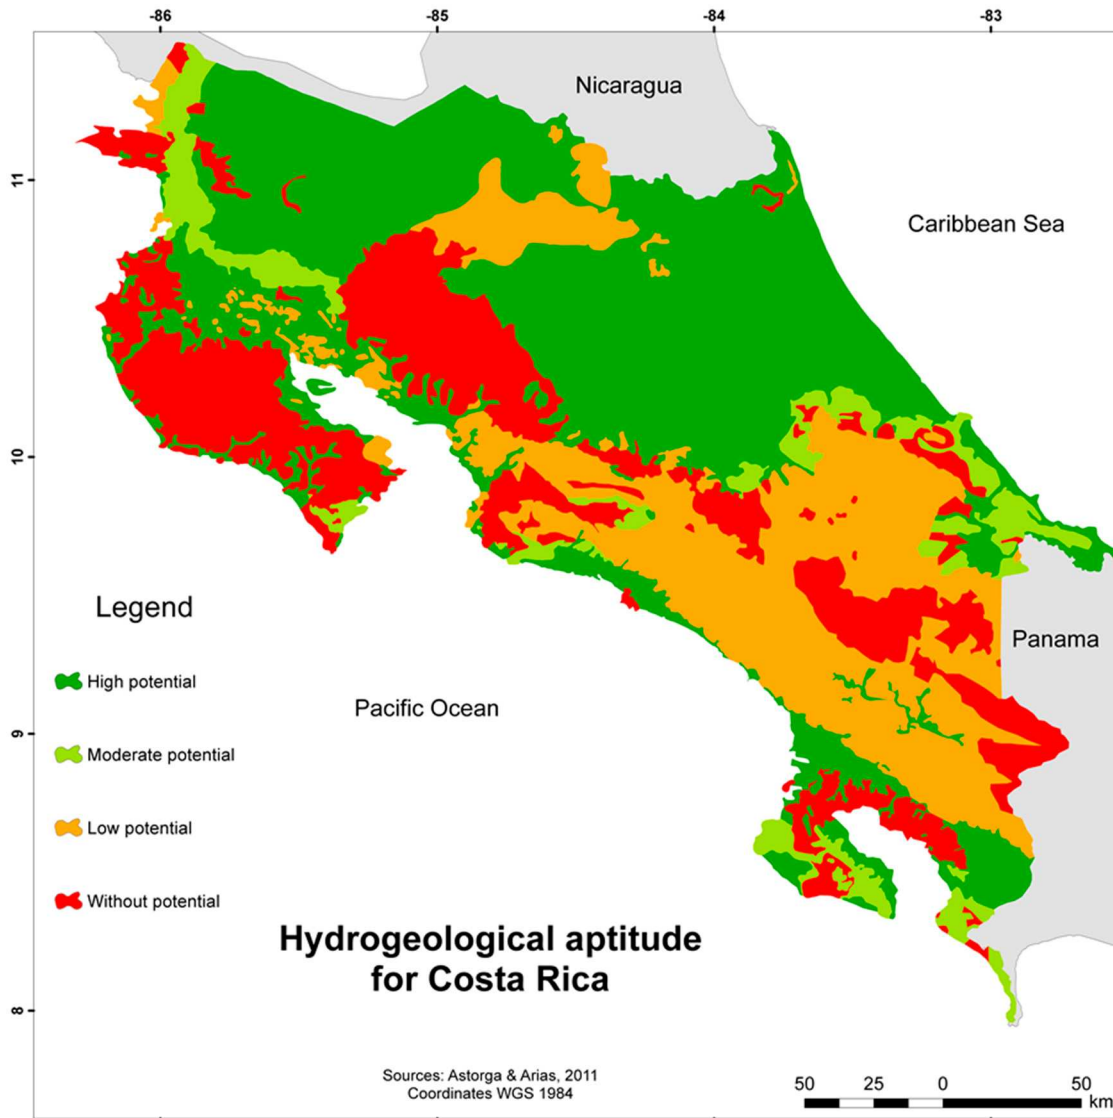 -86 -85 -84 -83
Nicaragua
11
Caribbean Sea
10
Legend
Panama
High potential
Pacific Ocean
9
Moderate potential
Low potential
Without potential
Hydrogeological aptitude
for Costa Rica
8
Sources: Astorga & Arias, 2011
Coordinates WGS 1984
50 25 0 50
km